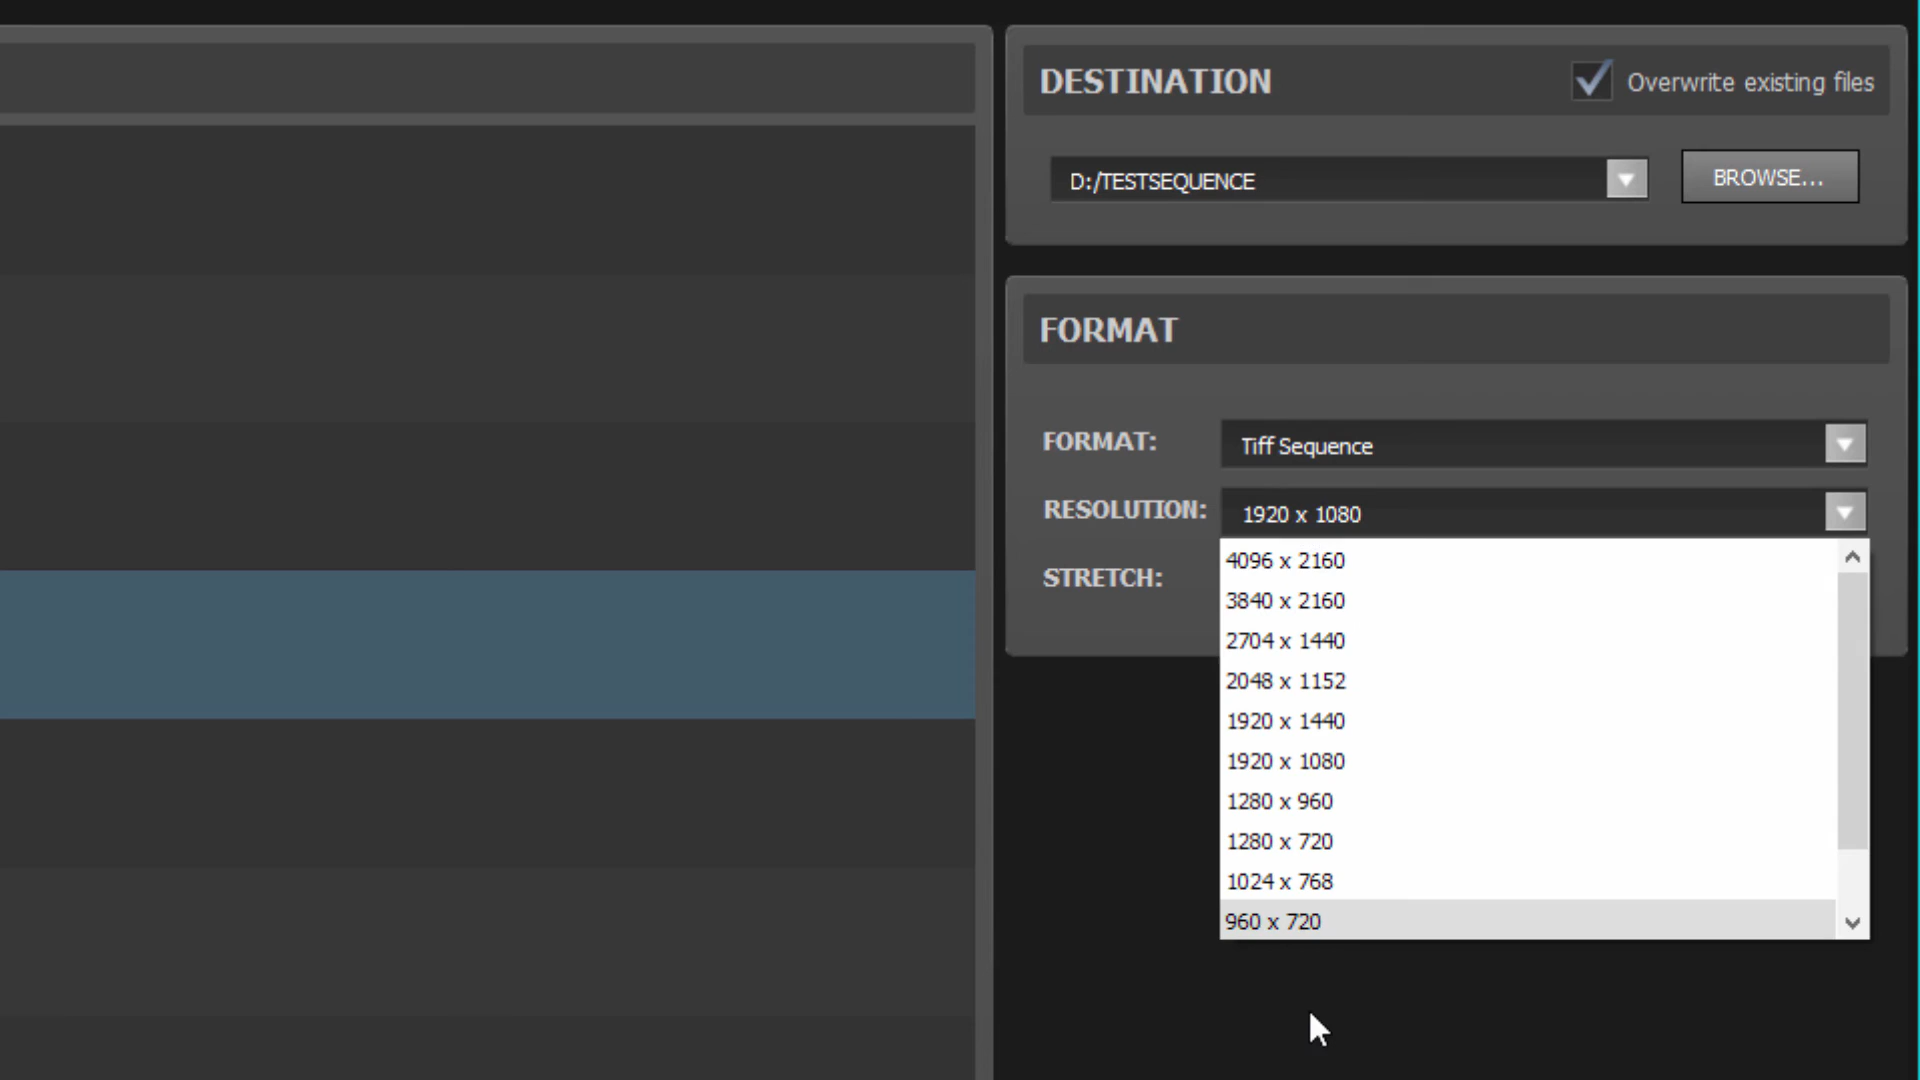 DESTINATION
Overwrite existing files
D:/TESTSEQUENCE
BROWSE...
FORMAT
FORMAT:
Tiff Sequence
RESOLUTION:
1920 x 1080
STRETCH:
4096 x 2160
3840 x 2160
2704 x 1440
2048 x 1152
1920 x 1440
1920 x 1080
1280 x 960
1280 x 720
1024 x 768
960 x 720